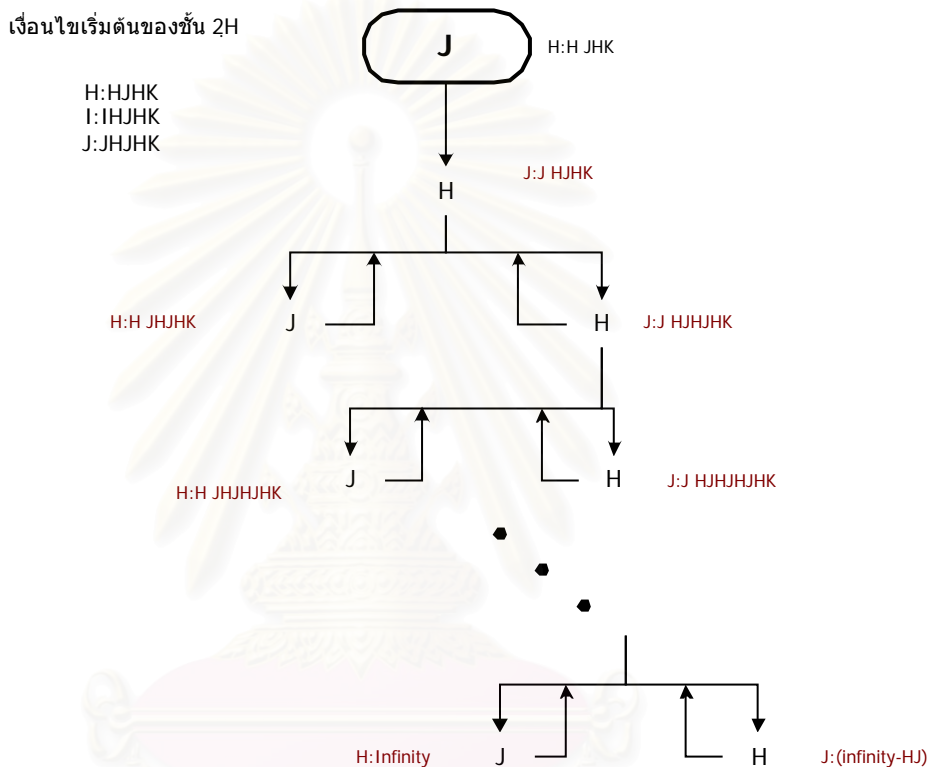 เงื่อนไขเริ่มต้นของชั้น 2H
J
H:H JHK
H:HJHK
I:IHJHK
J:JHJHK
J:J HJHK
H
H:H JHJHK
J
H
J:J HJHJHK
H:H JHJHJHK
J
H
J:J HJHJHJHK
H:Infinity
J
H
J:(infinity-HJ)